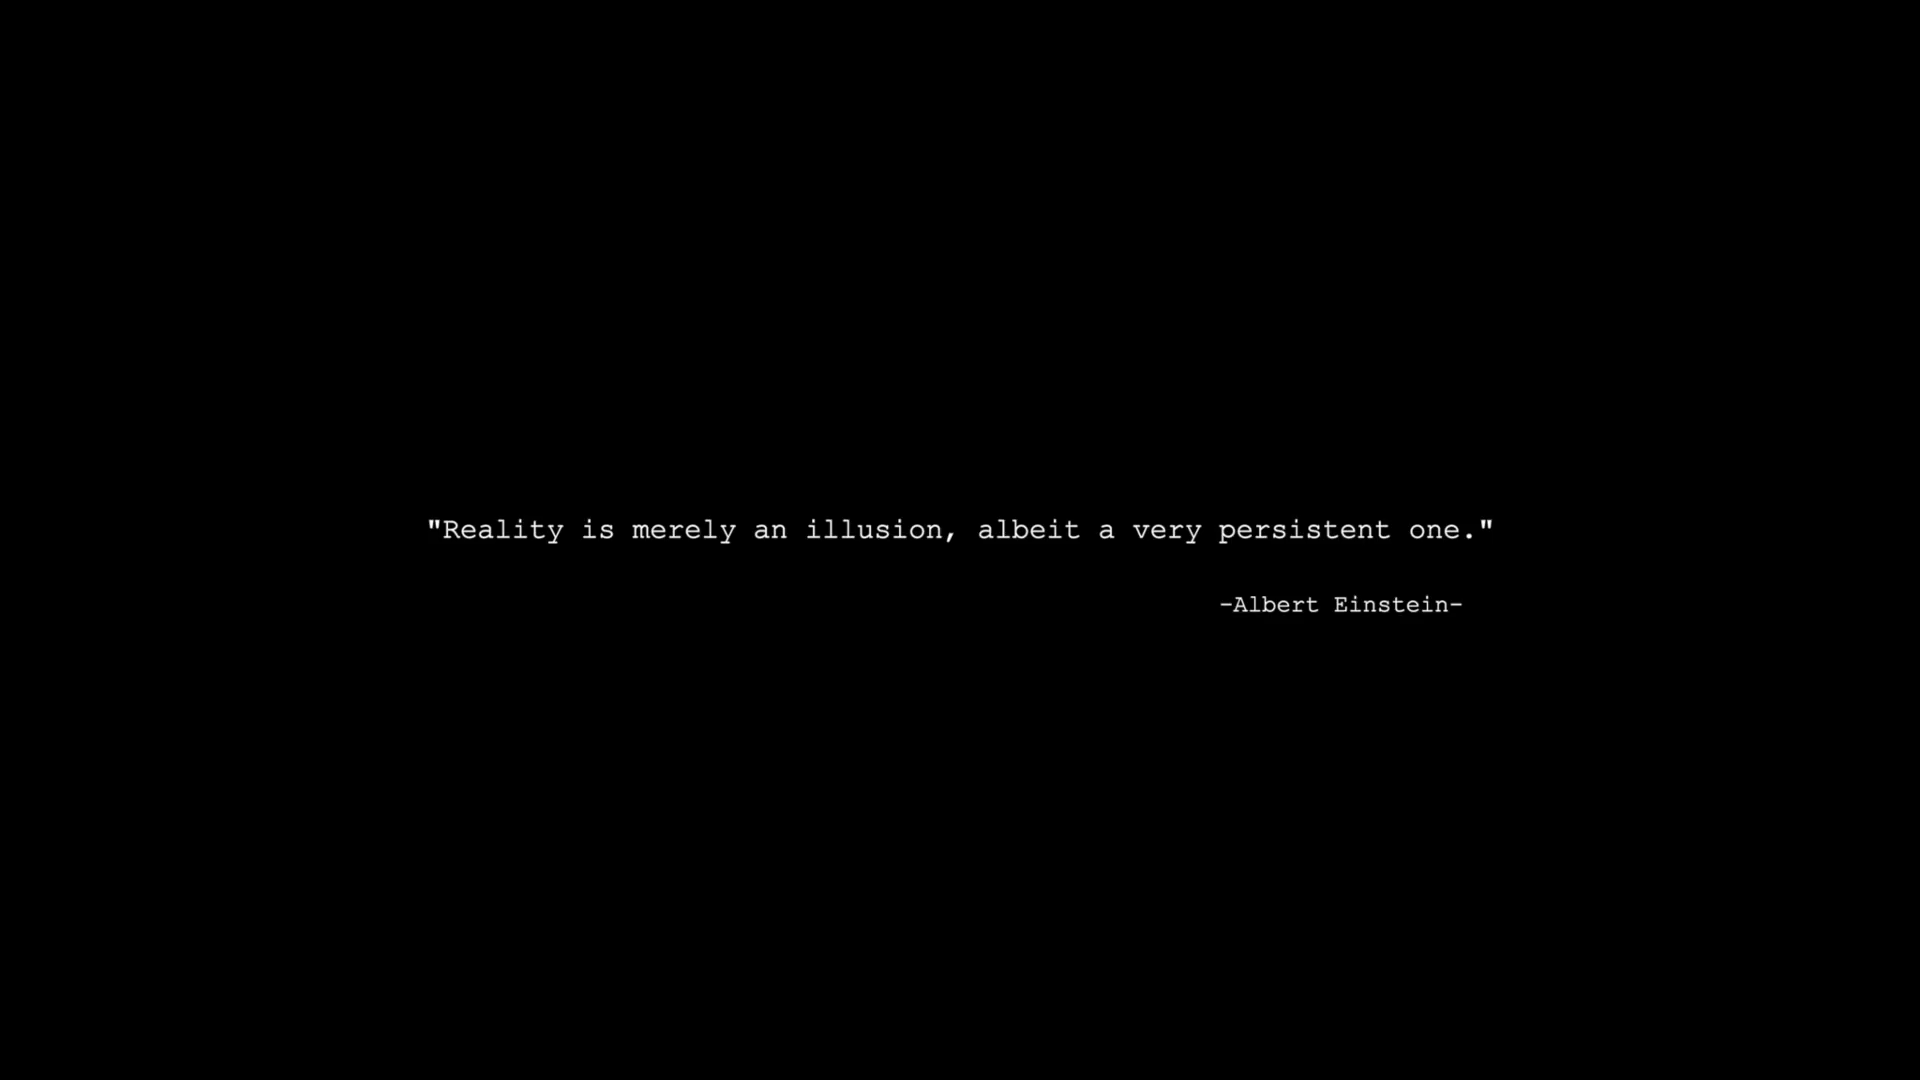 "Reality is merely an illusion, albeit a very persistent one."
-Albert Einstein-